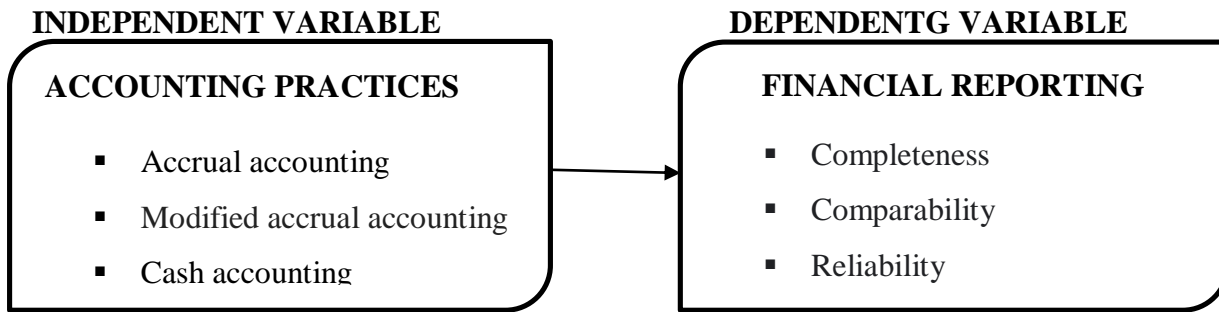 INDEPENDENT VARIABLE
ACCOUNTING PRACTICES
▪ Accrual accounting
▪ Modified accrual accounting
▪ Cash accounting
DEPENDENTG VARIABLE
FINANCIAL REPORTING
▪ Completeness
▪ Comparability
▪ Reliability